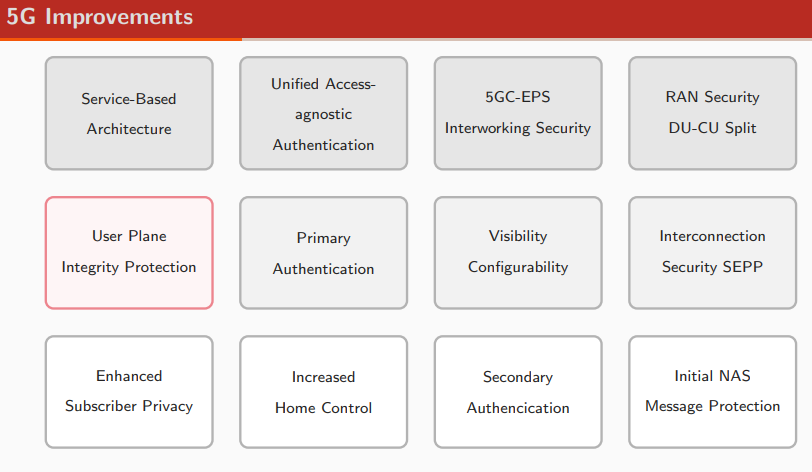 5G Improvements
Service-Based
Architecture
Unified Access-
agnostic
Authentication
5GC-EPS
Interworking Security
RAN Security
DU-CU Split
User Plane
Integrity Protection
Primary
Authentication
Visibility
Configurability
Interconnection
Security SEPP
Enhanced
Subscriber Privacy
Increased
Home Control
Secondary
Authencication
Initial NAS
Message Protection